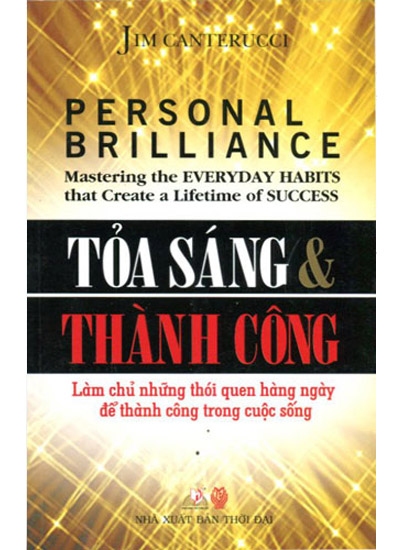 JIM CANTERUCCI
PERSONAL
BRILLIANCE
Mastering the EVERYDAY HABITS
that Create a Lifetime of SUCCESS
TỎA SÁNG &
THÀNH CÔNG
Làm chủ những thói quen hàng ngày
để thành công trong cuộc sống
NHÀ XUẤT BẢN THỜI ĐẠI